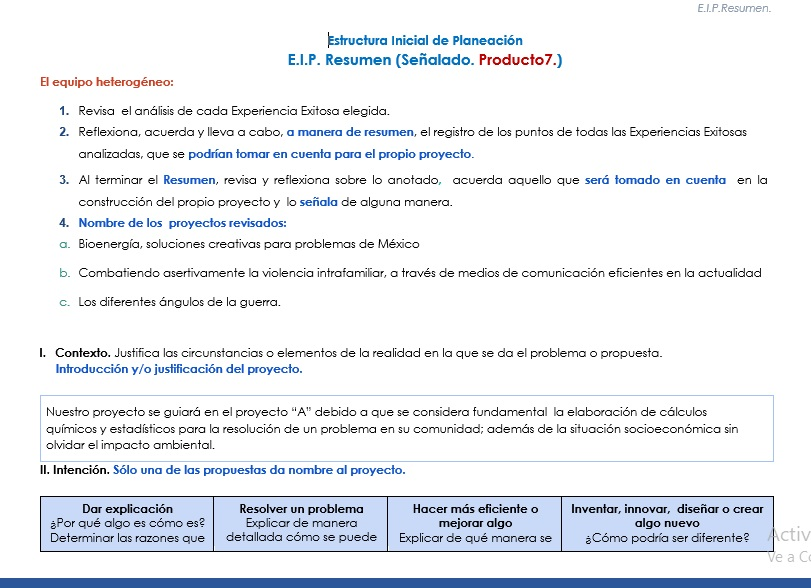 E.I.P.Resumen.
Estructura Inicial de Planeación
E.I.P. Resumen (Señalado. Producto7.)
El equipo heterogéneo:
1. Revisa el análisis de cada Experiencia Exitosa elegida.
2. Reflexiona, acuerda y lleva a cabo, a manera de resumen, el registro de los puntos de todas las Experiencias Exitosas
analizadas, que se podrían tomar en cuenta para el propio proyecto.
3. Al terminar el Resumen, revisa y reflexiona sobre lo anotado, acuerda aquello que será tomado en cuenta en la
construcción del propio proyecto y lo señala de alguna manera.
4. Nombre de los proyectos revisados:
a. Bioenergía, soluciones creativas para problemas de México
b. Combatiendo asertivamente la violencia intrafamiliar, a través de medios de comunicación eficientes en la actualidad
c. Los diferentes ángulos de la guerra.
I. Contexto. Justifica las circunstancias o elementos de la realidad en la que se da el problema o propuesta.
Introducción y/o justificación del proyecto.
Nuestro proyecto se guiará en el proyecto “A” debido a que se considera fundamental la elaboración de cálculos
químicos y estadísticos para la resolución de un problema en su comunidad; además de la situación socioeconómica sin
olvidar el impacto ambiental.
II. Intención. Sólo una de las propuestas da nombre al proyecto.
Dar explicación
¿Por qué algo es cómo es?
Determinar las razones que
Resolver un problema
Explicar de manera
detallada cómo se puede
Hacer más eficiente o
mejorar algo
Explicar de qué manera se
Inventar, innovar, diseñar o crear
algo nuevo
¿Cómo podría ser diferente?
Activ
Ve a Co